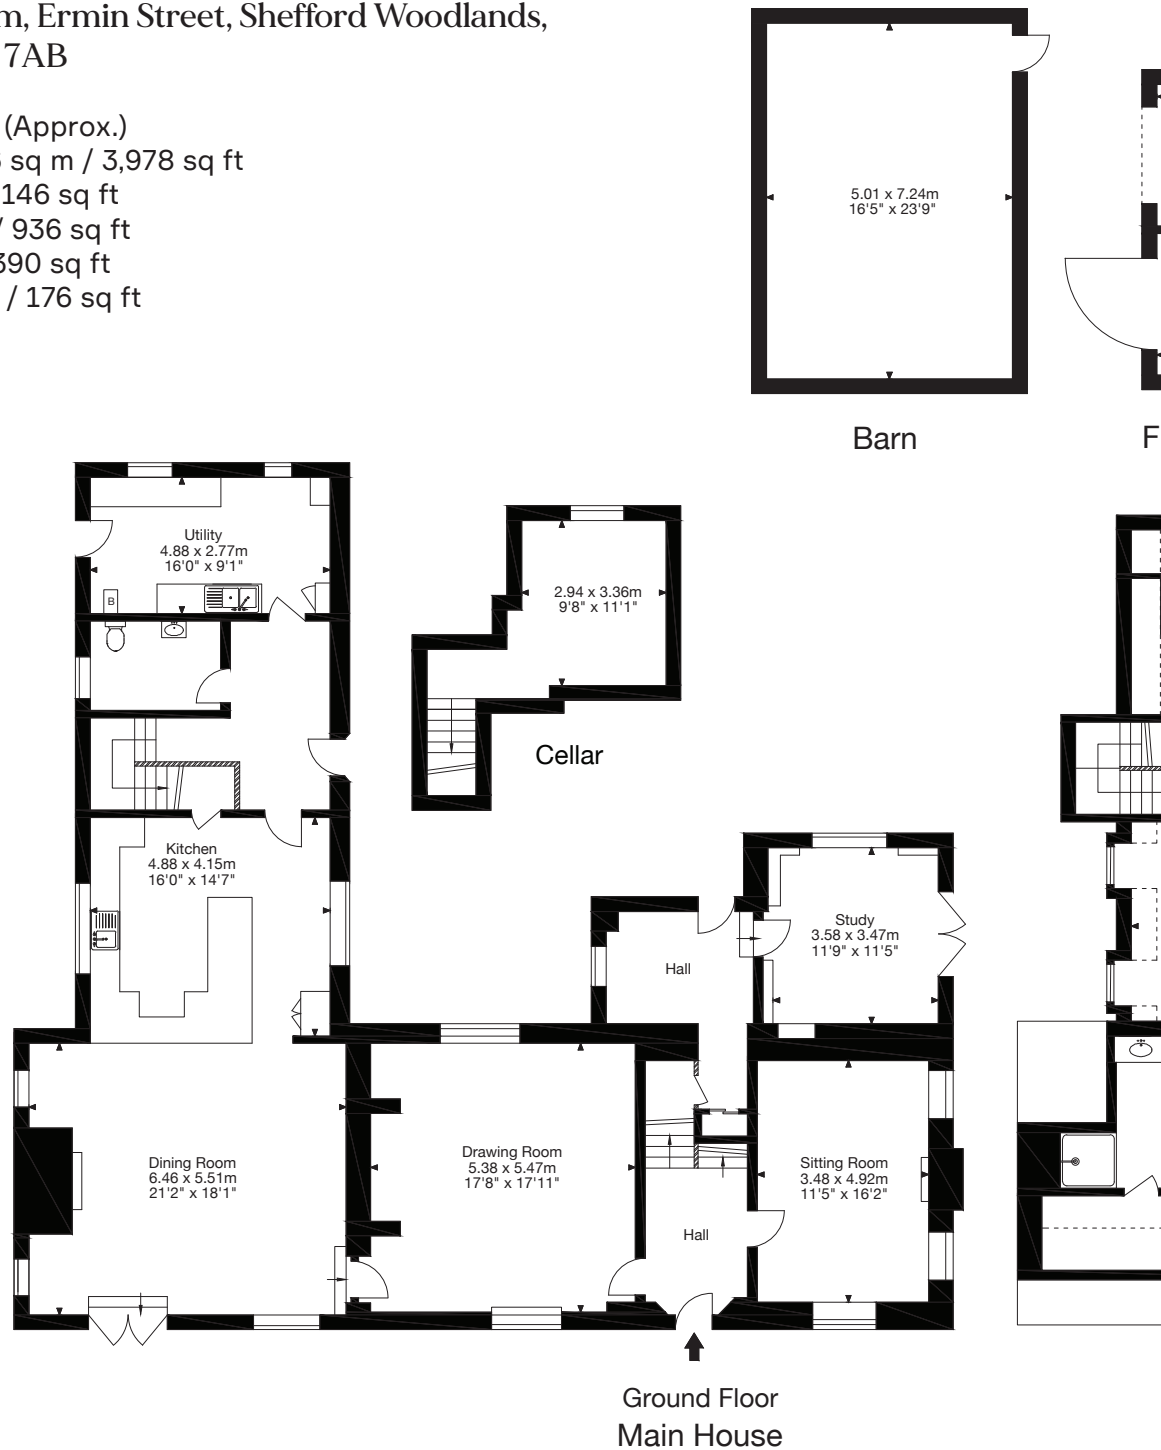 m, Ermin Street, Shefford Woodlands,
7AB
(Approx.)
sq m / 3,978 sq ft
146 sq ft
/ 936 sq ft
390 sq ft
/ 176 sq ft
5.01 x 7.24m
16'5" x 23'9"
Barn
F
Utility
4.88 x 2.77m
16'0" x 9'1"
B
2.94 x 3.36m
9'8" x 11'1"
Cellar
Kitchen
4.88 x 4.15m
16'0" x 14'7"
Study
3.58 x 3.47m
11'9" x 11'5"
Hall
Dining Room
6.46 x 5.51m
21'2" x 18'1"
Drawing Room
5.38 x 5.47m
17'8" x 17'11"
Sitting Room
3.48 x 4.92m
11'5" x 16'2"
Hall
Ground Floor
Main House